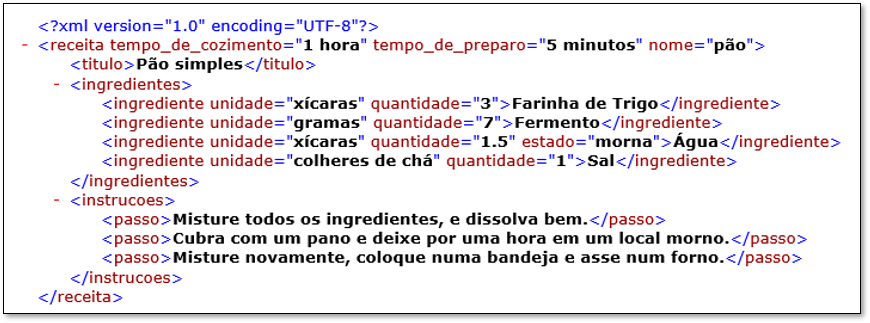 <?xml version="1.0" encoding="UTF-8"?>
- <receita tempo_de_cozimento="1 hora" tempo_de_preparo="5 minutos" nome="pão">
<titulo>Pão simples</titulo>
- <ingredientes>
<ingrediente unidade="xícaras" quantidade="3">Farinha de Trigo</ingrediente>
<ingrediente unidade="gramas" quantidade="7">Fermento</ingrediente>
<ingrediente unidade="xícaras" quantidade="1.5" estado="morna">Água</ingrediente>
<ingrediente unidade="colheres de chá" quantidade="1">Sal</ingrediente>
</ingredientes>
- <instrucoes>
<passo>Misture todos os ingredientes, e dissolva bem.</passo>
<passo>Cubra com um pano e deixe por uma hora em um local morno.</passo>
<passo>Misture novamente, coloque numa bandeja e asse num forno.</passo>
</instrucoes>
</receita>